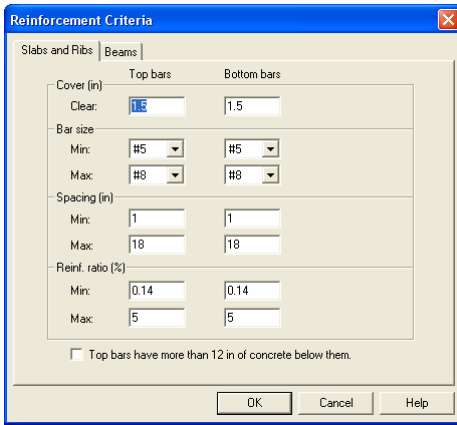 Reinforcement Criteria
Slabs and Ribs Beams
Top bars Bottom bars
Cover (in)
Clear: 1.5 1.5
Bar size
Min: #5 #5
Max: #8 #8
Spacing (in)
Min: 1 1
Max: 18 18
Reinf. ratio (%)
Min: 0.14 0.14
Max: 5 5
Top bars have more than 12 in of concrete below them.
OK Cancel Help